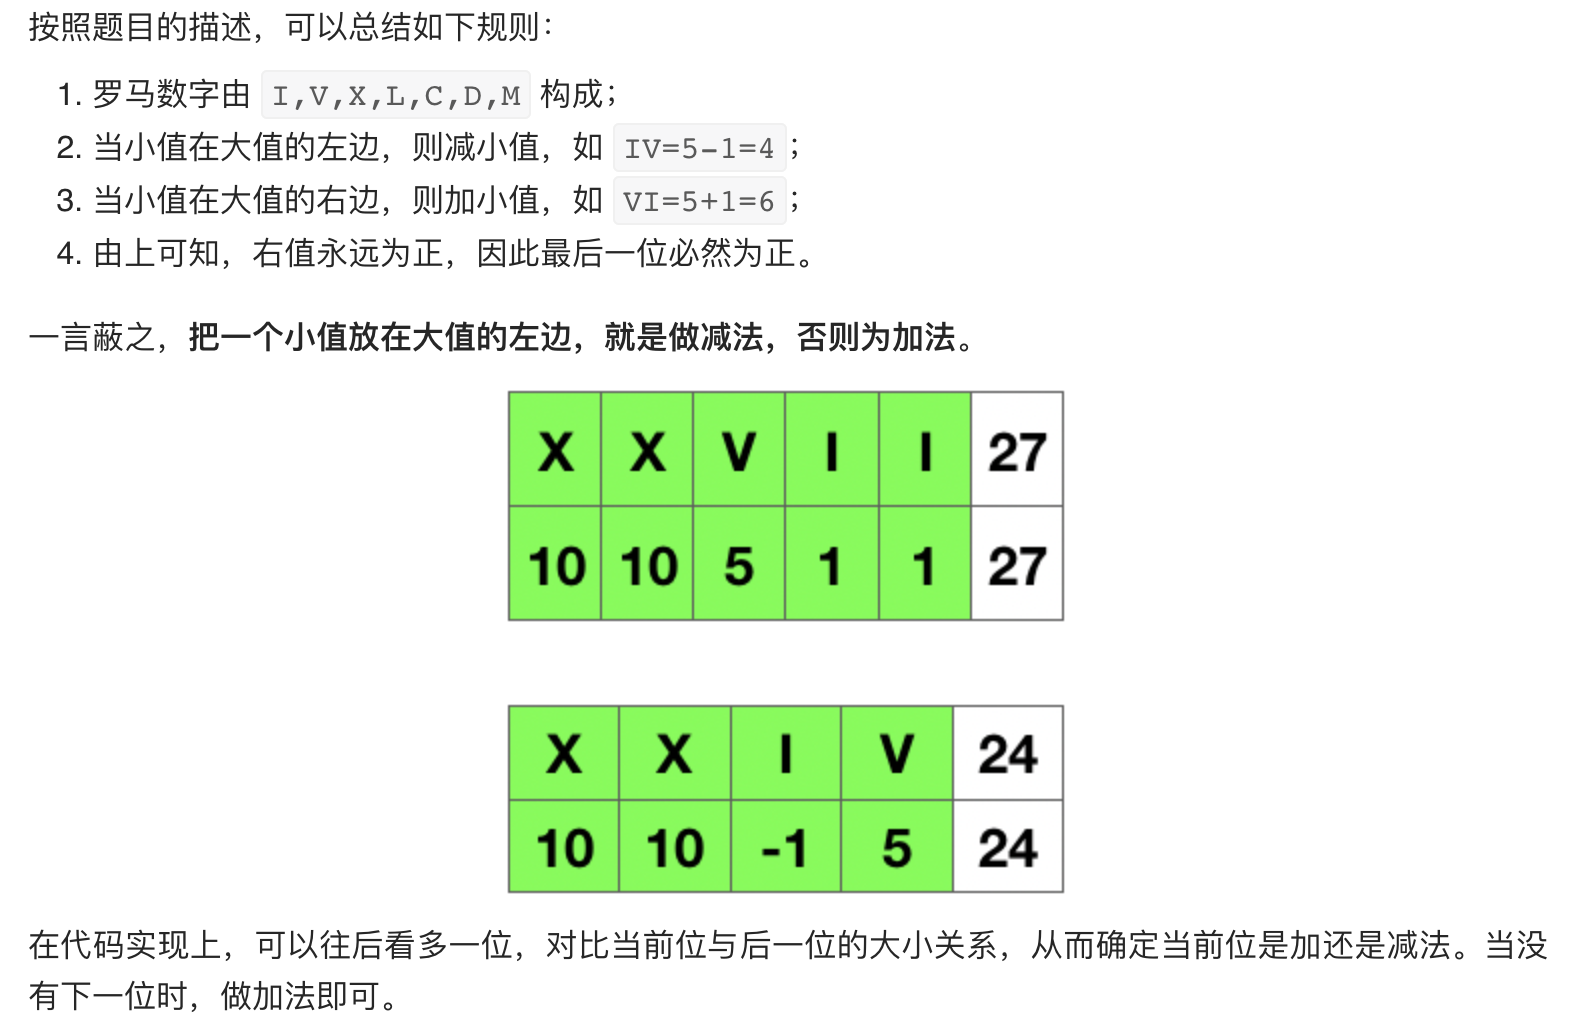 按照题目的描述，可以总结如下规则：
1. 罗马数字由 I,V,X,L,C,D,M 构成；
2. 当小值在大值的左边，则减小值，如 IV=5-1=4；
3. 当小值在大值的右边，则加小值，如 VI=5+1=6；
4. 由上可知，右值永远为正，因此最后一位必然为正。
一言蔽之，把一个小值放在大值的左边，就是做减法，否则为加法。
X X V I I 27
10 10 5 1 1 27
X X I V 24
10 10 -1 5 24
在代码实现上，可以往后看多一位，对比当前位与后一位的大小关系，从而确定当前位是加还是减法。当没
有下一位时，做加法即可。